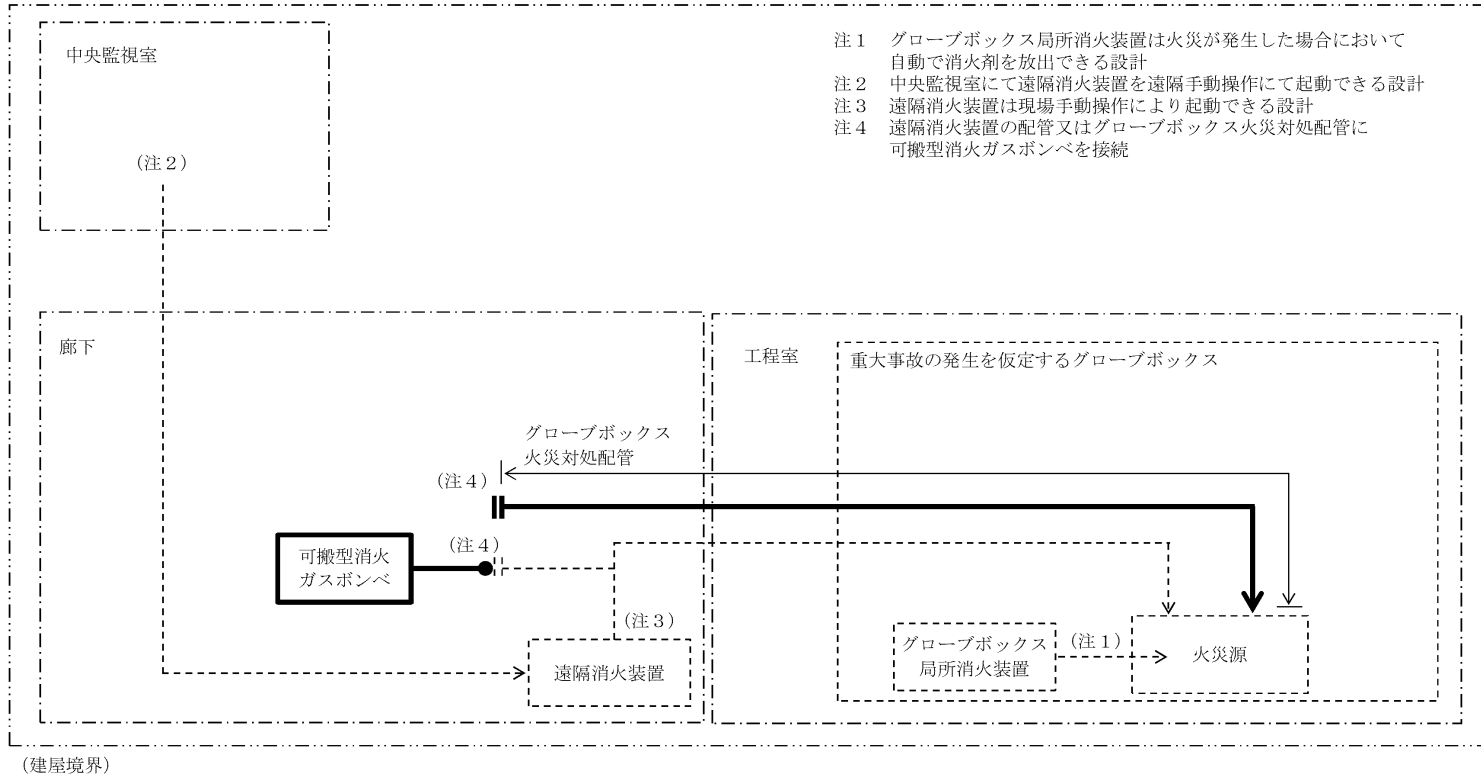 中央監視室
（注２）
注１　グローブボックス局所消火装置は火災が発生した場合において
自動で消火剤を放出できる設計
注２　中央監視室にて遠隔消火装置を遠隔手動操作にて起動できる設計
注３　遠隔消火装置は現場手動操作により起動できる設計
注４　遠隔消火装置の配管又はグローブボックス火災対処配管に
可搬型消火ガスボンベを接続
廊下
グローブボックス
火災対処配管
（注４）
（注４）
可搬型消火
ガスボンベ
（注３）
遠隔消火装置
工程室
重大事故の発生を仮定するグローブボックス
グローブボックス
局所消火装置
（注１）
火災源
（建屋境界）